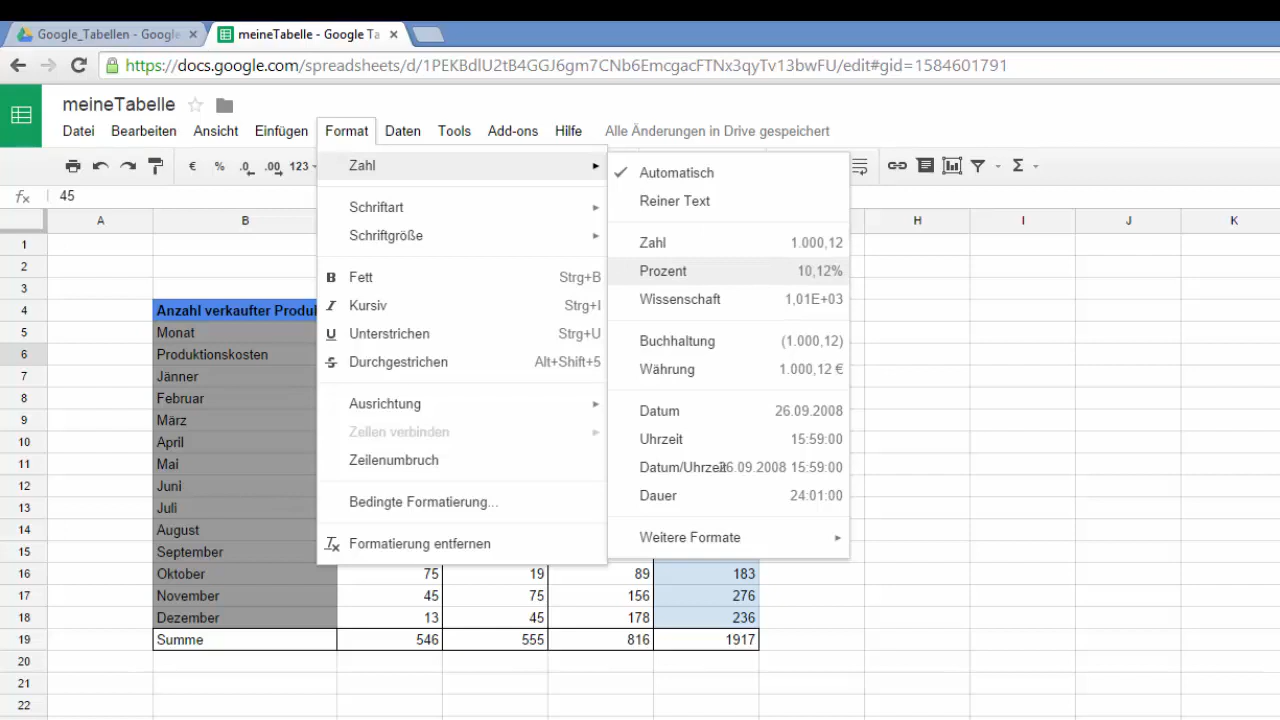 Google_Tabellen - Google
meineTabelle - Google Ta
https://docs.google.com/spreadsheets/d/1PEKBdlU2tB4GGJ6gm7CNb6EmcgacFTNx3qyTv13bwFU/edit#gid=1584601791
meineTabelle
Datei Bearbeiten Ansicht Einfügen Format Daten Tools Add-ons Hilfe Alle Änderungen in Drive gespeichert
€ % .0 .00 123
fx 45
A B H I J K
Zahl
Schriftart
Schriftgröße
B Fett Strg+B
I Kursiv Strg+I
U Unterstrichen Strg+U
S Durchgestrichen Alt+Shift+5
Ausrichtung
Zellen verbinden
Zeilenumbruch
Bedingte Formatierung...
Formatierung entfernen
Automatisch
Reiner Text
Zahl 1.000,12
Prozent 10,12%
Wissenschaft 1,01E+03
Buchhaltung (1.000,12)
Währung 1.000,12 €
Datum 26.09.2008
Uhrzeit 15:59:00
Datum/Uhrzeit 26.09.2008 15:59:00
Dauer 24:01:00
Weitere Formate
1
2
3
4 Anzahl verkaufter Produ
5 Monat
6 Produktionskosten
7 Jänner
8 Februar
9 März
10 April
11 Mai
12 Juni
13 Juli
14 August
15 September
16 Oktober 75 19 89 183
17 November 45 75 156 276
18 Dezember 13 45 178 236
19 Summe 546 555 816 1917
20
21
22